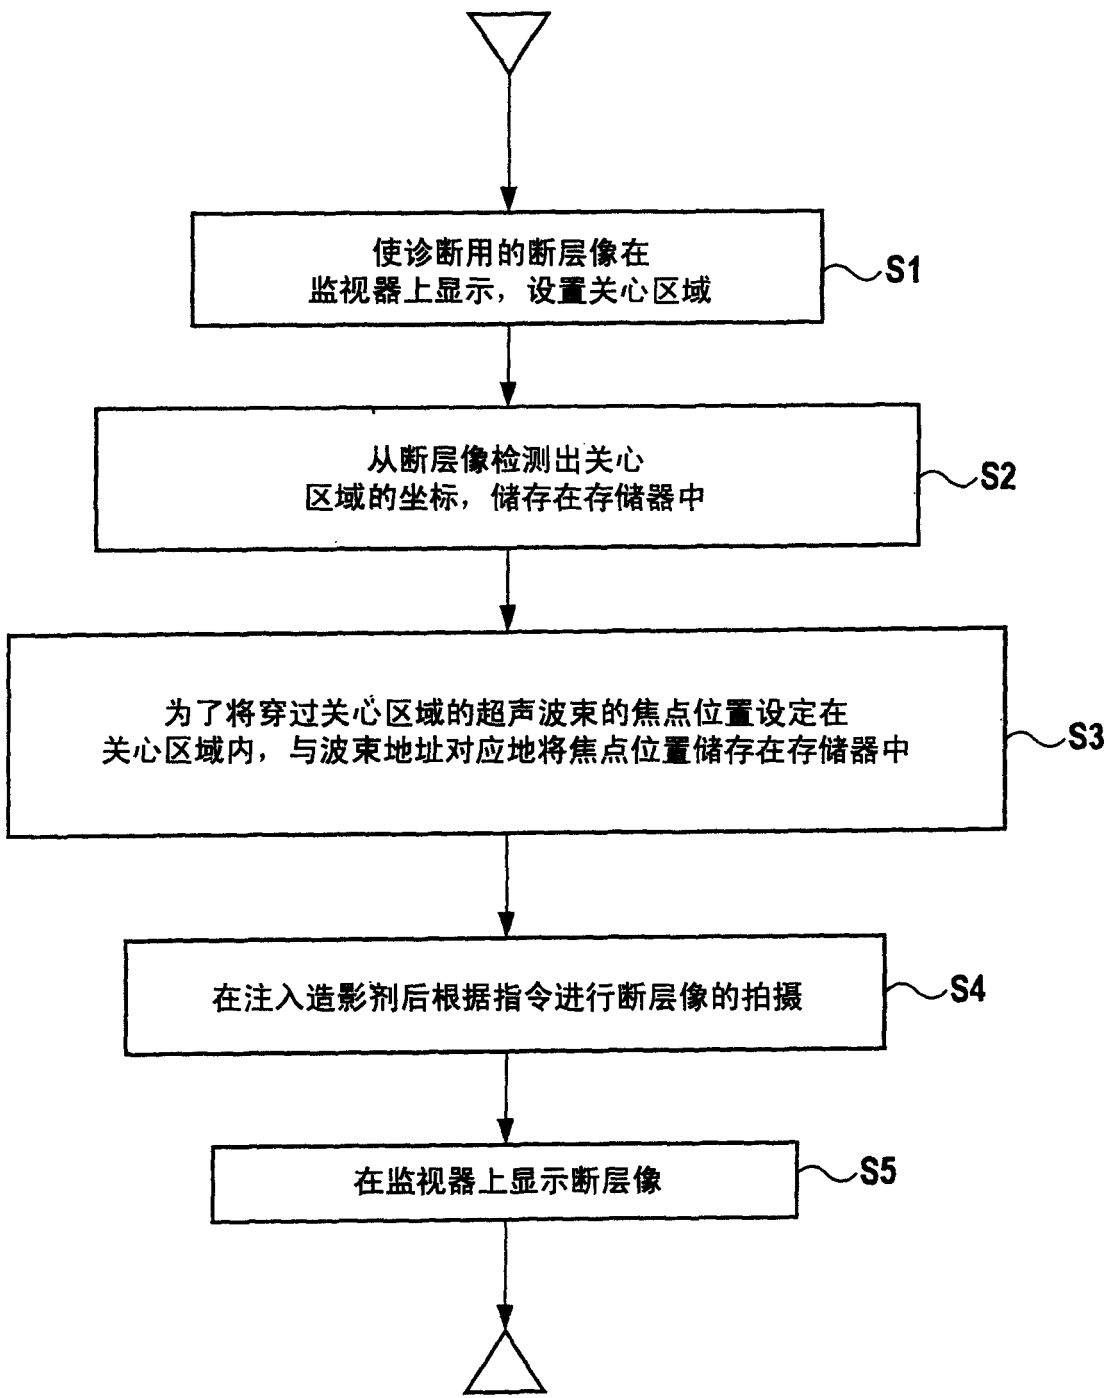 使诊断用的断层像在
监视器上显示，设置关心区域
S1
从断层像检测出关心
区域的坐标，储存在存储器中
S2
为了将穿过关心区域的超声波束的焦点位置设定在
关心区域内，与波束地址对应地将焦点位置储存在存储器中
S3
在注入造影剂后根据指令进行断层像的拍摄
S4
在监视器上显示断层像
S5